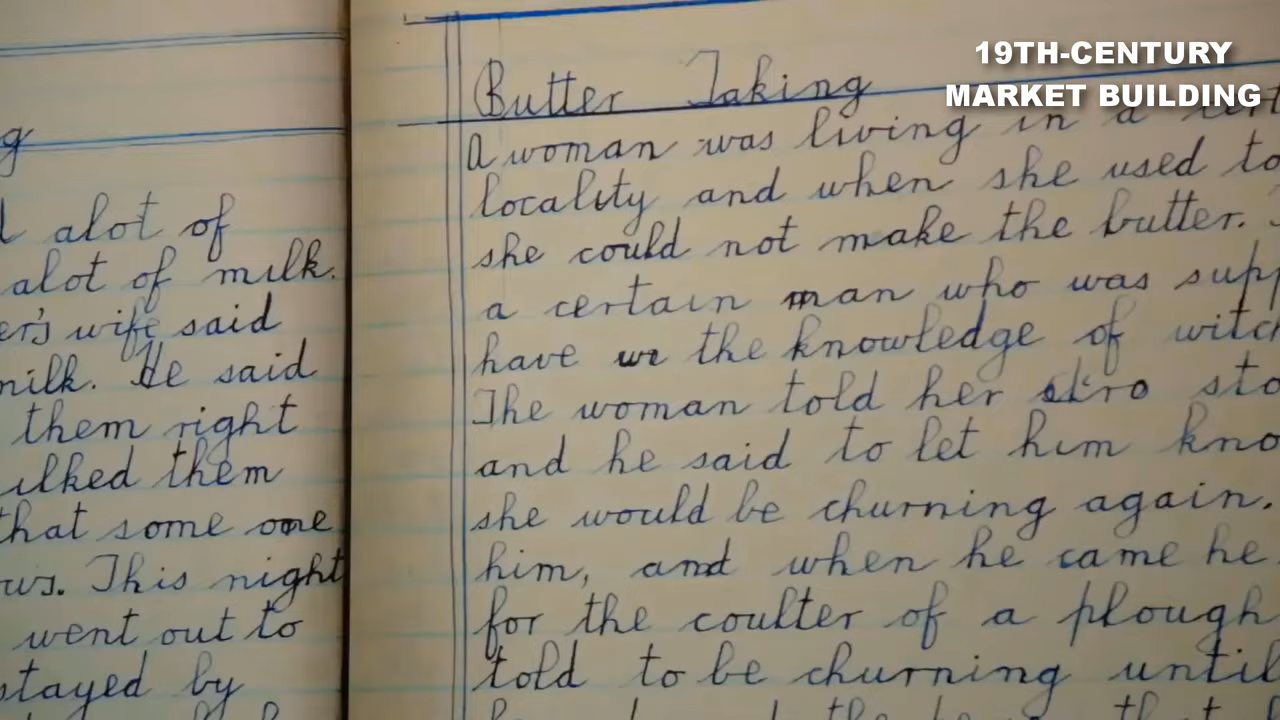 19TH-CENTURY
MARKET BUILDING
g
alot of
alot of milk.
er's wife said
milk. He said
them right
ilked them
that some one
ws. This night
went out to
stayed by
Butter Taking
A woman was living in a
locality and when she used to
she could not make the butter.
a certain man who was supp
have we the knowledge of witch
The woman told her sto
and he said to let him kno
she would be churning again.
him, and when he came he
for the coulter of a plough
told to be churning until